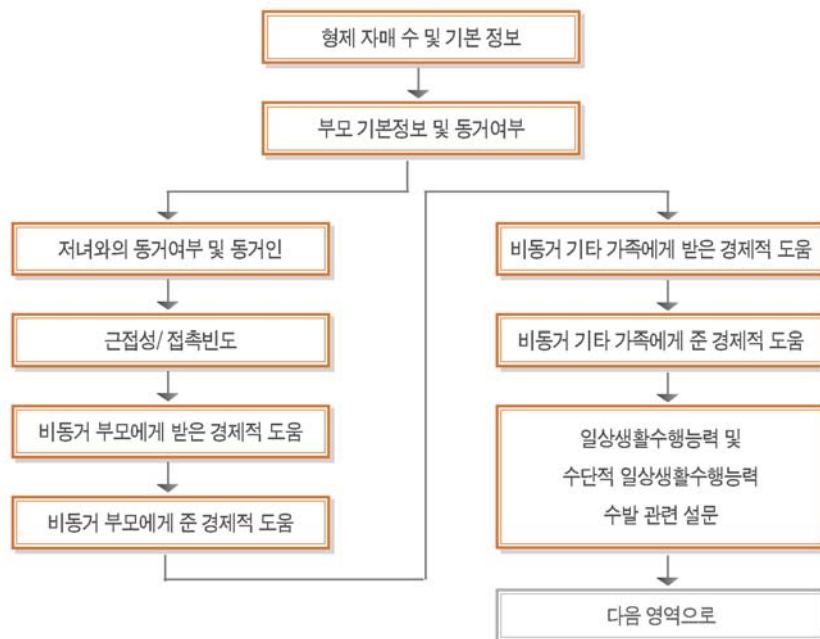 형제 자매 수 및 기본 정보
부모 기본정보 및 동거여부
저녀와의 동거여부 및 동거인
근접성/ 접촉빈도
비동거 부모에게 받은 경제적 도움
비동거 부모에게 준 경제적 도움
비동거 기타 가족에게 받은 경제적 도움
비동거 기타 가족에게 준 경제적 도움
일상생활수행능력 및
수단적 일상생활수행능력
수발 관련 설문
다음 영역으로